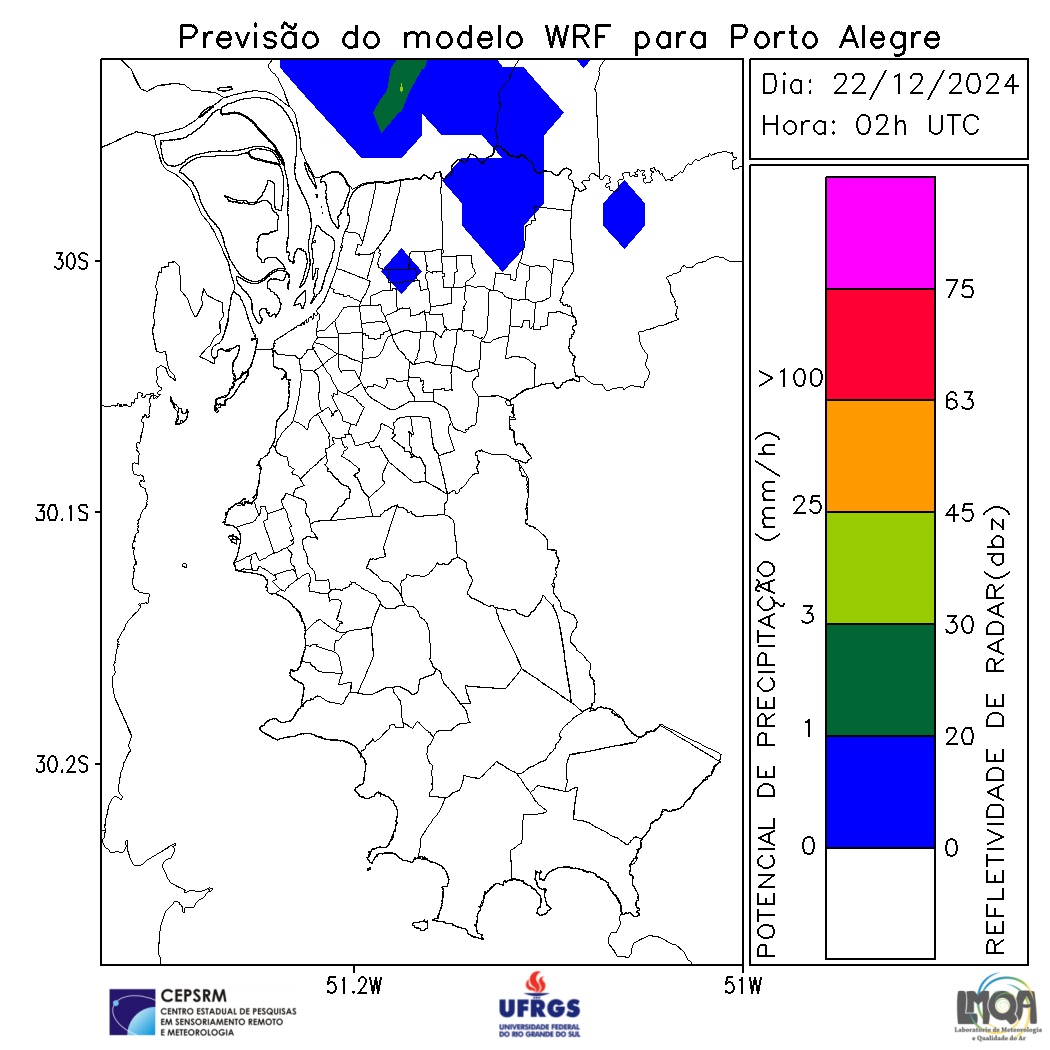 Previsão do modelo WRF para Porto Alegre
Dia: 22/12/2024
Hora: 02h UTC
30S
30.1S
30.2S
51.2W
51W
POTENCIAL DE PRECIPITAÇÃO (mm/h)
>100
25
3
1
0
75
63
45
30
20
0
REFLETIVIDADE DE RADAR(dbz)
CEPSRM
CENTRO ESTADUAL DE PESQUISAS
EM SENSORIAMENTO REMOTO
E METEOROLOGIA
UFRGS
UNIVERSIDADE FEDERAL
DO RIO GRANDE DO SUL
LMQA
Laboratório de Meteorologia
e Qualidade do Ar